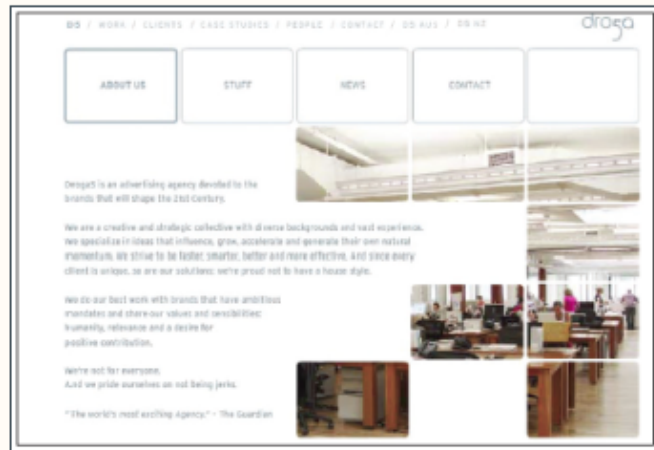 D5 / WORK / CLIENTS / CASE STUDIES / PEOPLE / CONTACT / D5 AUS / D5 NZ
droga5
ABOUT US
STUFF
NEWS
CONTACT
Droga5 is an advertising agency devoted to the
brands that will shape the 21st Century.
We are a creative and strategic collective with diverse backgrounds and vast experience.
We specialize in ideas that influence, grow, accelerate and generate their own natural
momentum. We strive to be faster, smarter, better and more effective. And since every
client is unique, so are our solutions; we're proud not to have a house style.
We do our best work with brands that have ambitious
mandates and share our values and sensibilities:
humanity, relevance and a desire for
positive contribution.
We're not for everyone.
And we pride ourselves on not being jerks.
"The world's most exciting Agency." - The Guardian